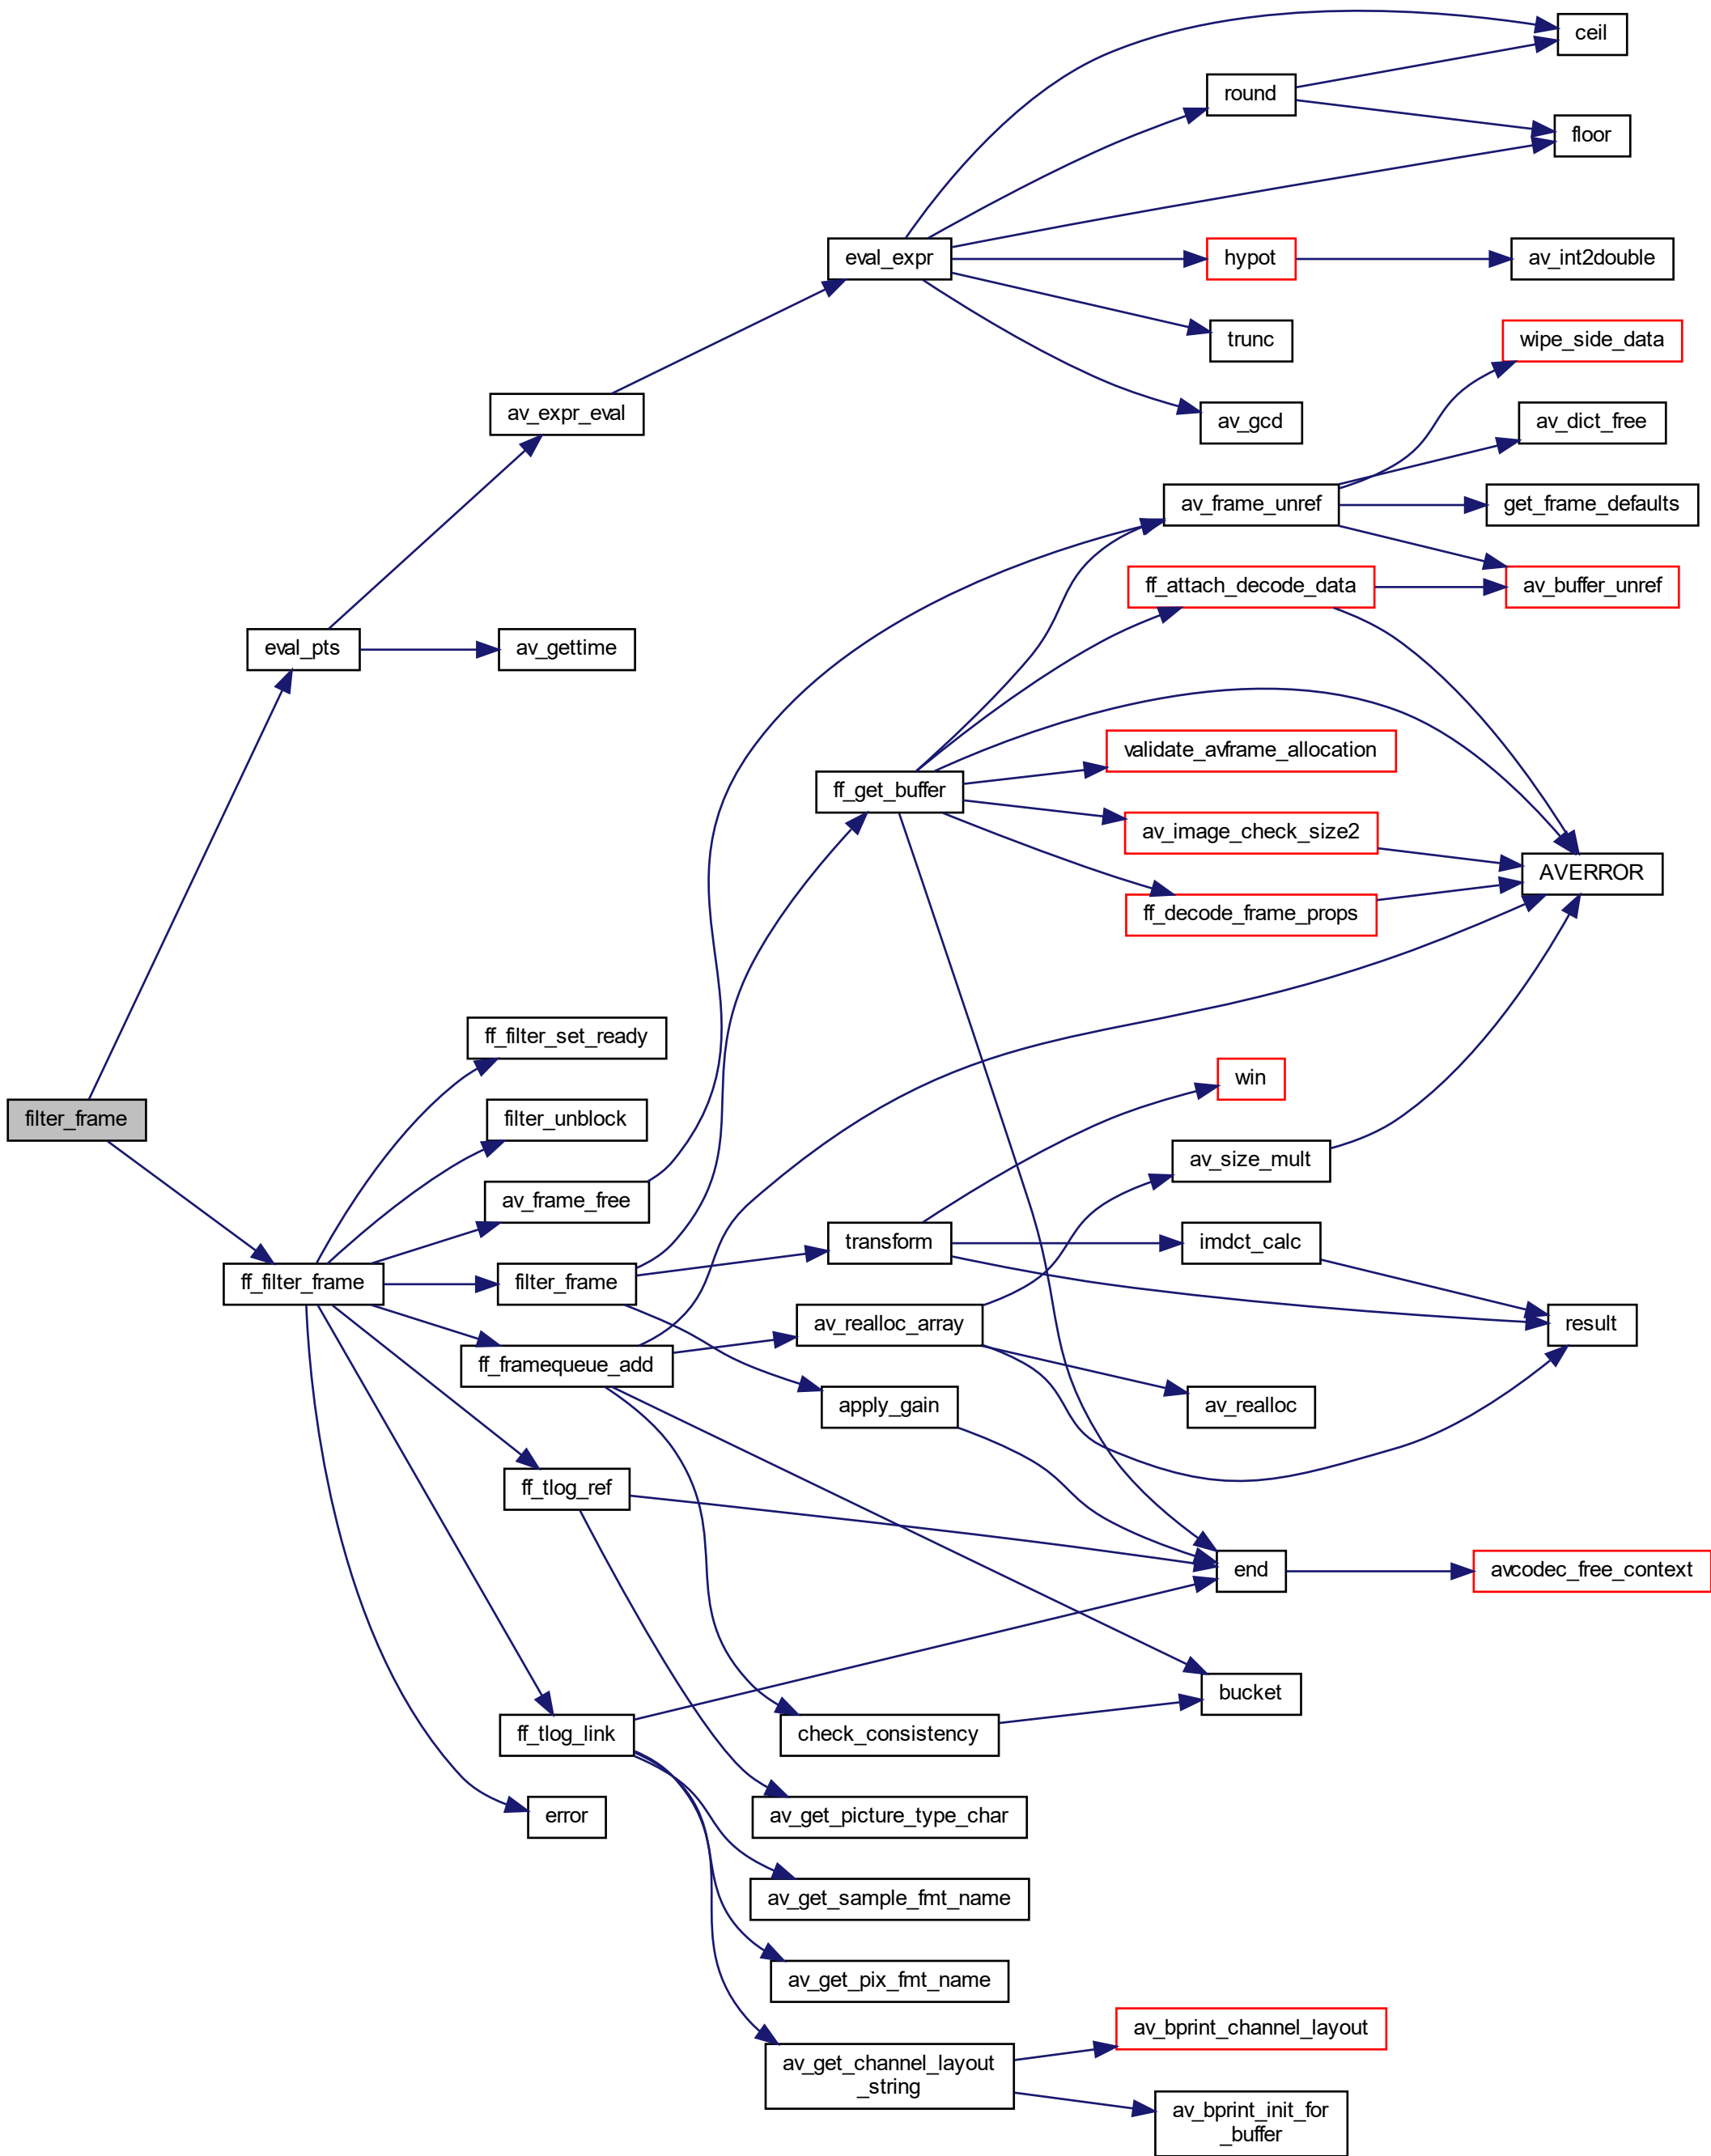 ceil
round
floor
eval_expr
hypot
av_int2double
trunc
wipe_side_data
av_expr_eval
av_gcd
av_dict_free
av_frame_unref
get_frame_defaults
ff_attach_decode_data
av_buffer_unref
eval_pts
av_gettime
validate_avframe_allocation
ff_get_buffer
av_image_check_size2
AVERROR
ff_decode_frame_props
ff_filter_set_ready
win
filter_frame
filter_unblock
av_size_mult
av_frame_free
transform
imdct_calc
ff_filter_frame
filter_frame
av_realloc_array
result
ff_framequeue_add
apply_gain
av_realloc
ff_tlog_ref
end
avcodec_free_context
bucket
ff_tlog_link
check_consistency
error
av_get_picture_type_char
av_get_sample_fmt_name
av_get_pix_fmt_name
av_bprint_channel_layout
av_get_channel_layout
_string
av_bprint_init_for
_buffer